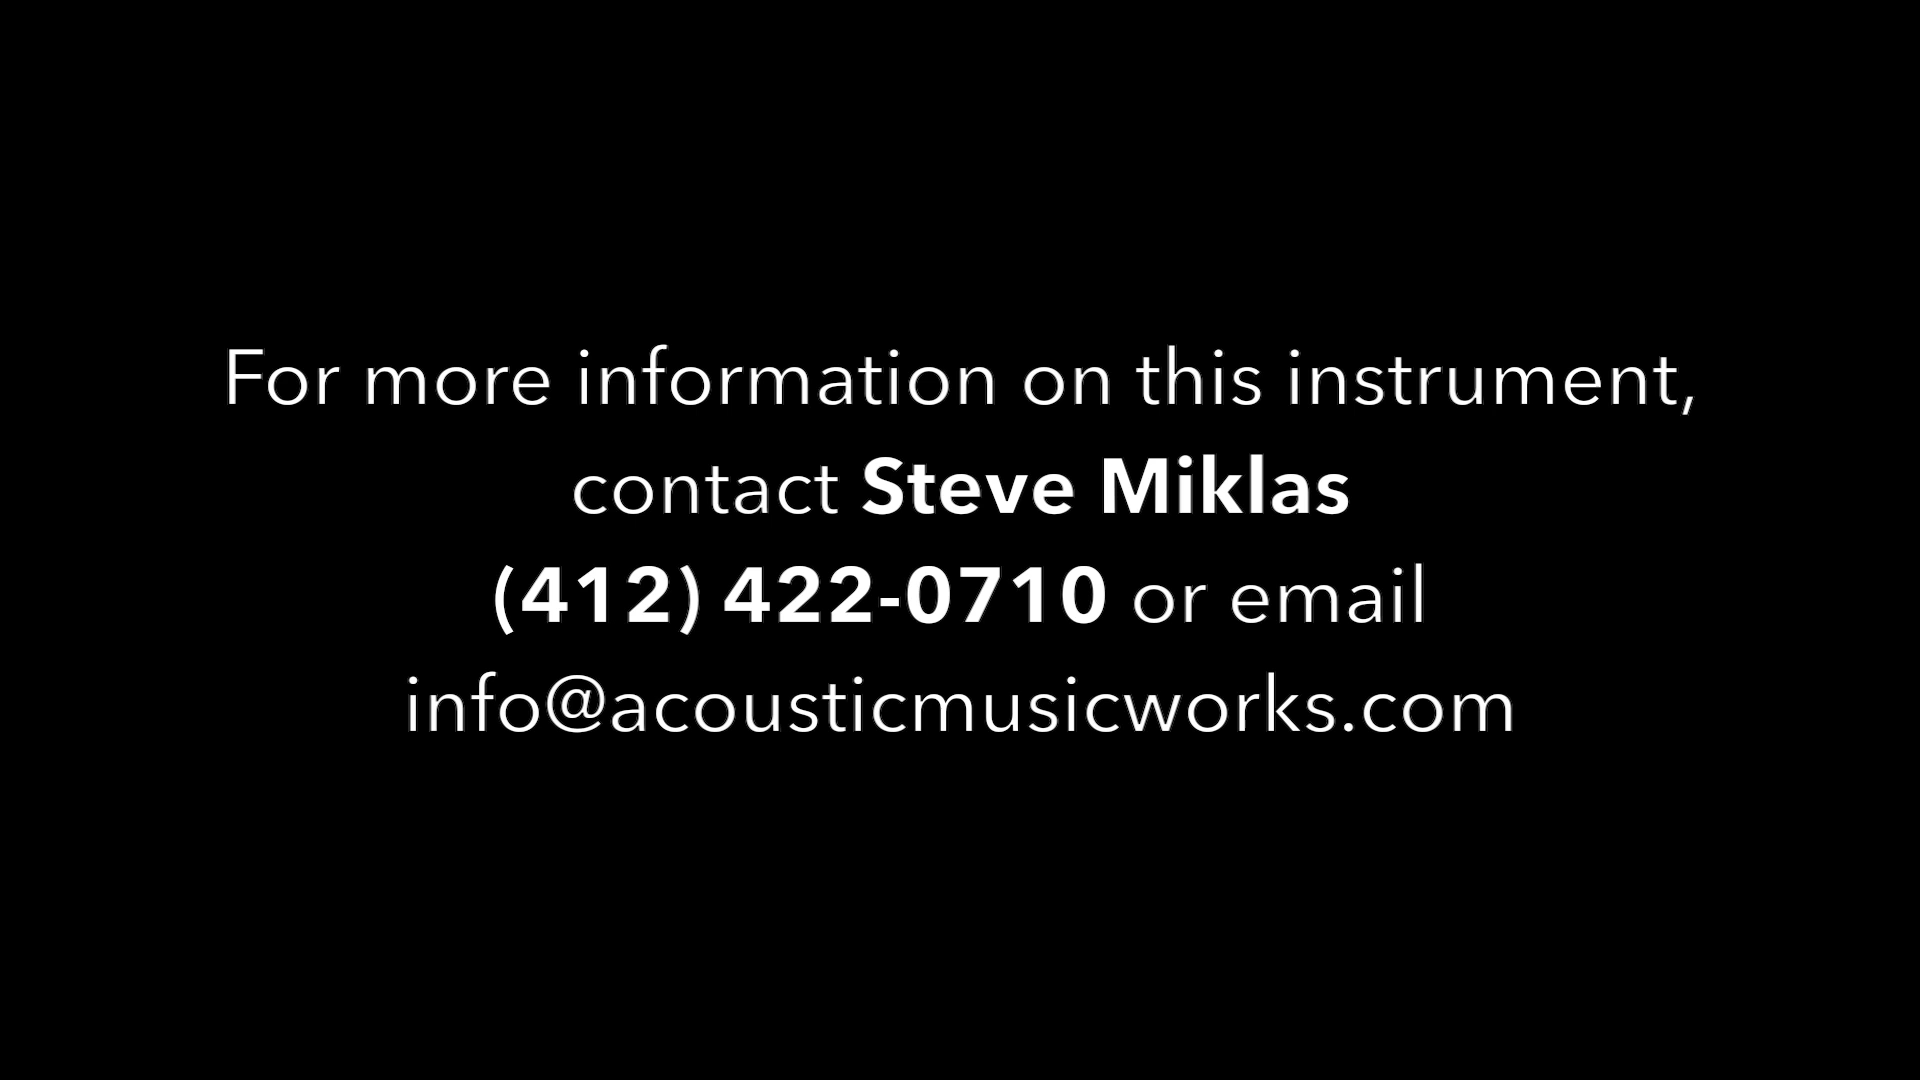 For more information on this instrument,
contact Steve Miklas
(412) 422-0710 or email
info@acousticmusicworks.com